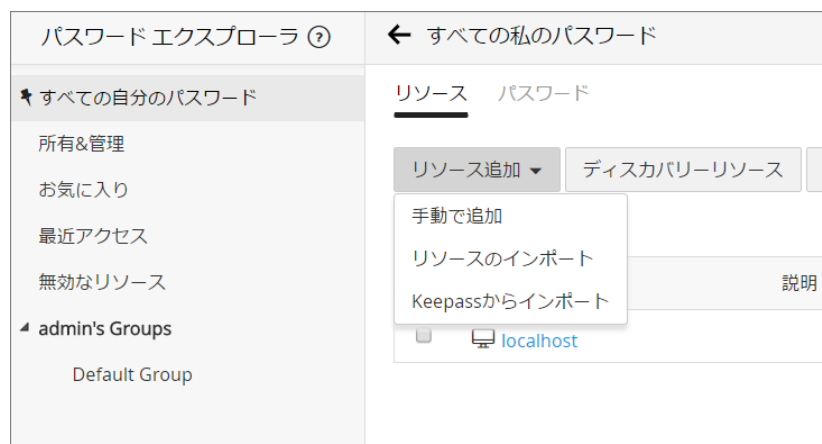 パスワード エクスプローラ ?
すべての自分のパスワード
所有&管理
お気に入り
最近アクセス
無効なリソース
admin's Groups
Default Group
すべての私のパスワード
リソース パスワード
リソース追加 ディスカバリーリソース
手動で追加
リソースのインポート
Keepassからインポート
説明
localhost